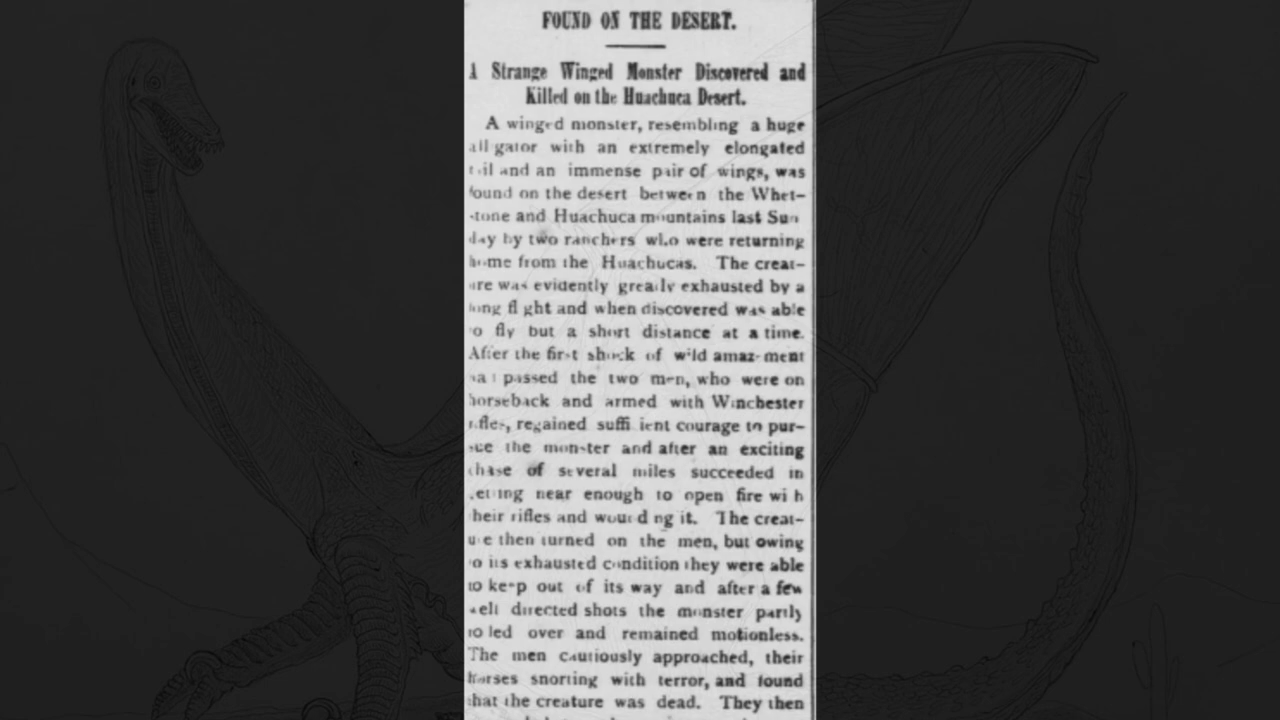 FOUND ON THE DESERT.
A Strange Winged Monster Discovered and
Killed on the Huachuca Desert.
A winged monster, resembling a huge
alligator with an extremely elongated
tail and an immense pair of wings, was
found on the desert between the Whet-
stone and Huachuca mountains last Sun
day by two ranchers who were returning
home from the Huachucas. The creat-
ure was evidently greatly exhausted by a
long flight and when discovered was able
to fly but a short distance at a time.
After the first shock of wild amazement
had passed the two men, who were on
horseback and armed with Winchester
rifles, regained sufficient courage to pur-
sue the monster and after an exciting
chase of several miles succeeded in
getting near enough to open fire with
their rifles and wounding it. The creat-
ure then turned on the men, but owing
to its exhausted condition they were able
to keep out of its way and after a few
well directed shots the monster partly
rolled over and remained motionless.
The men cautiously approached, their
horses snorting with terror, and found
that the creature was dead. They then